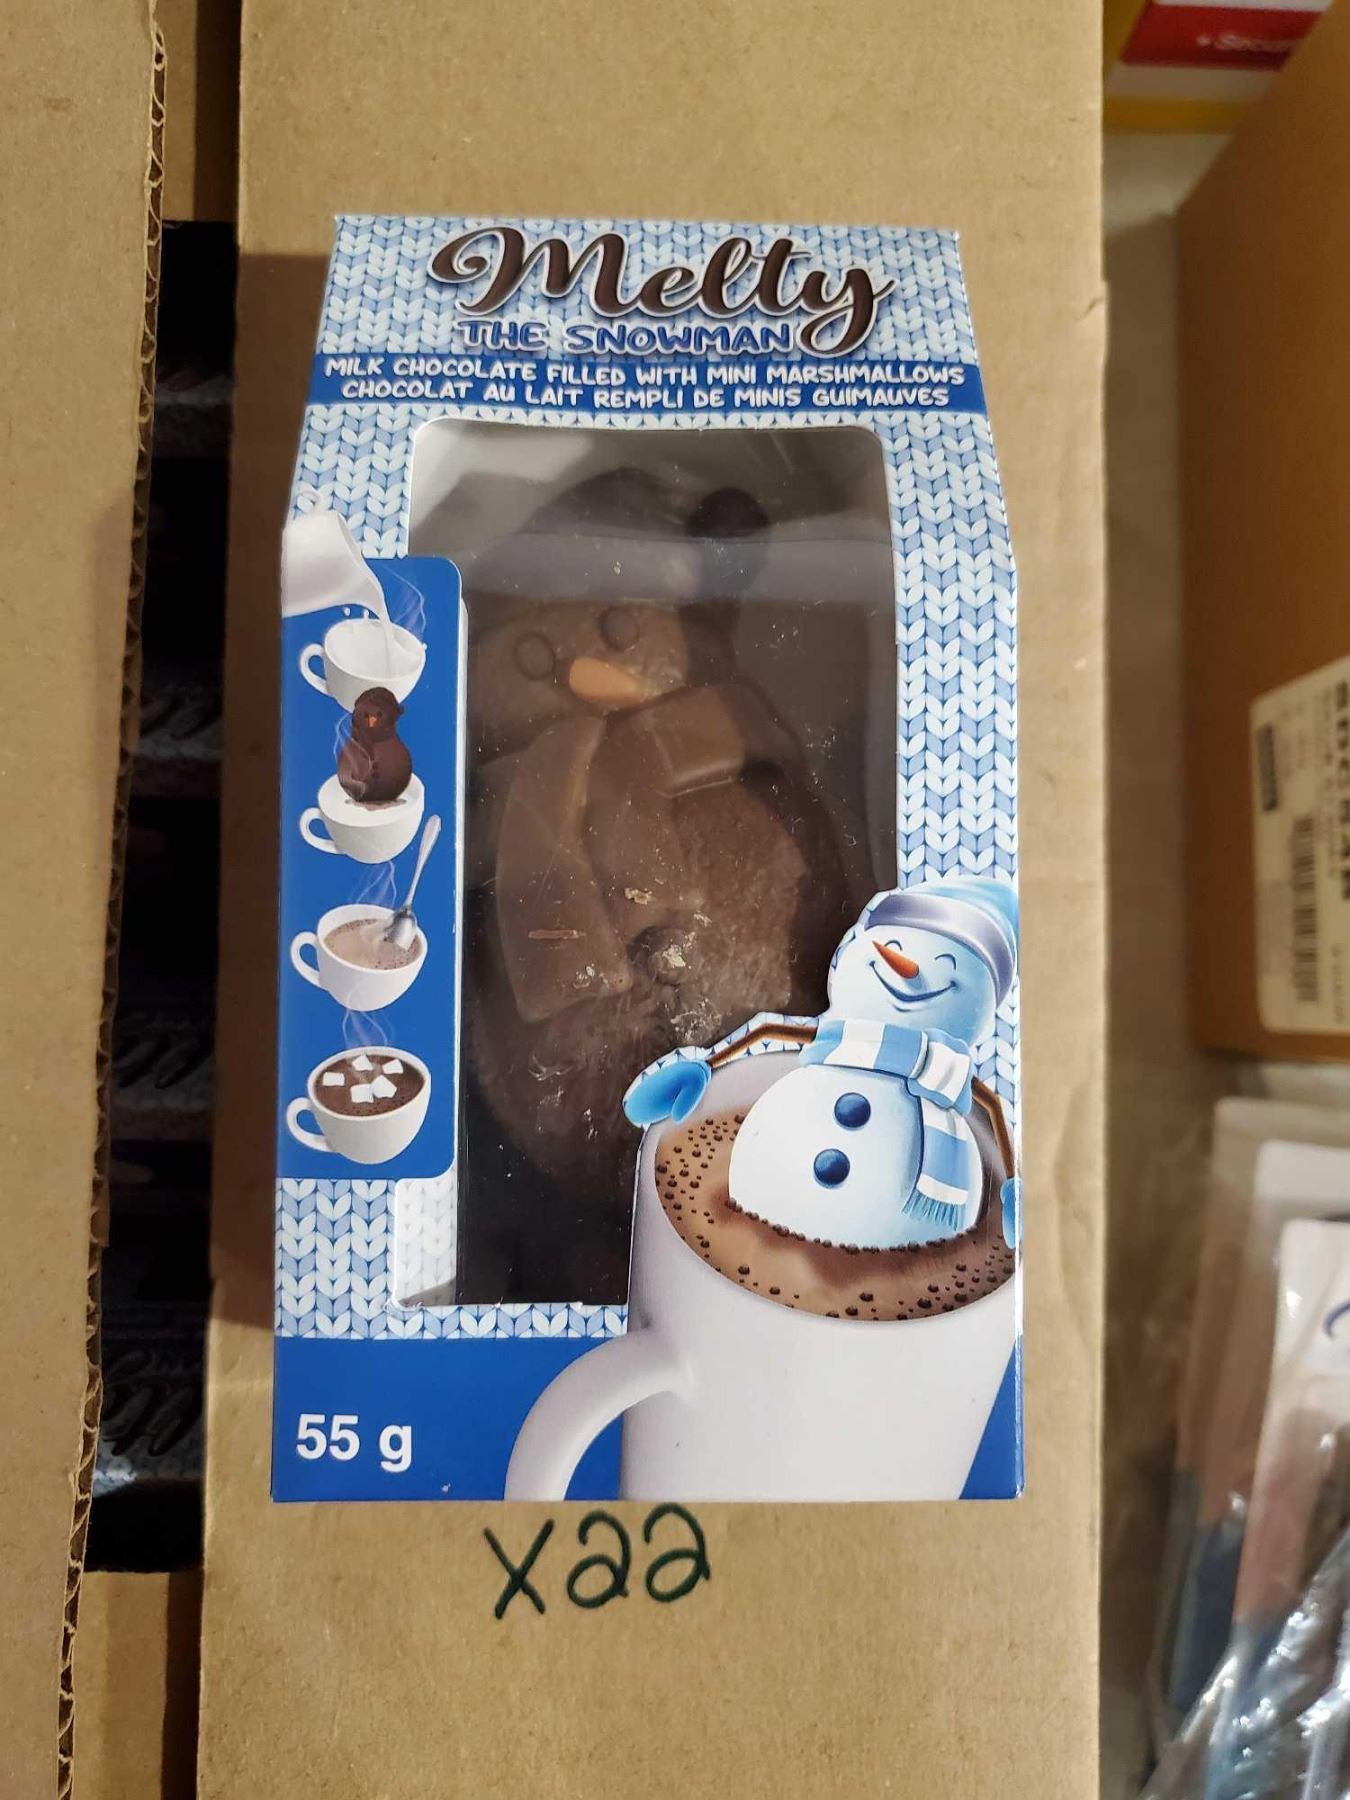 Melty
THE SNOWMAN
MILK CHOCOLATE FILLED WITH MINI MARSHMALLOWS
CHOCOLAT AU LAIT REMPLI DE MINIS GUIMAUVES
55 g
x22